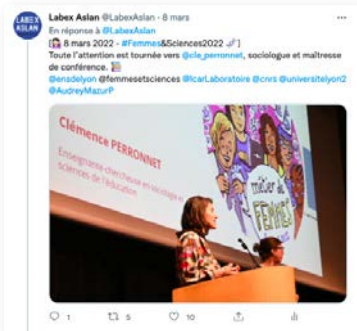 LABEX ASLAN
Labex Aslan @LabexAslan · 8 mars
En réponse à @LabexAslan
[👩🏻‍🔬 8 mars 2022 - #Femmes&Sciences2022 🧬]
Toute l'attention est tournée vers @cla_perronnet, sociologue et maîtresse
de conférence. 📚
@ensdelyon @femmesetsciences @IcarLaboratoire @cnrs @universitelyon2
@AudreyMazurP
Clémence PERRONNET
Enseignante-chercheuse en sociologie et
Sciences de l'éducation
métier de
FEMMES
1 5 10